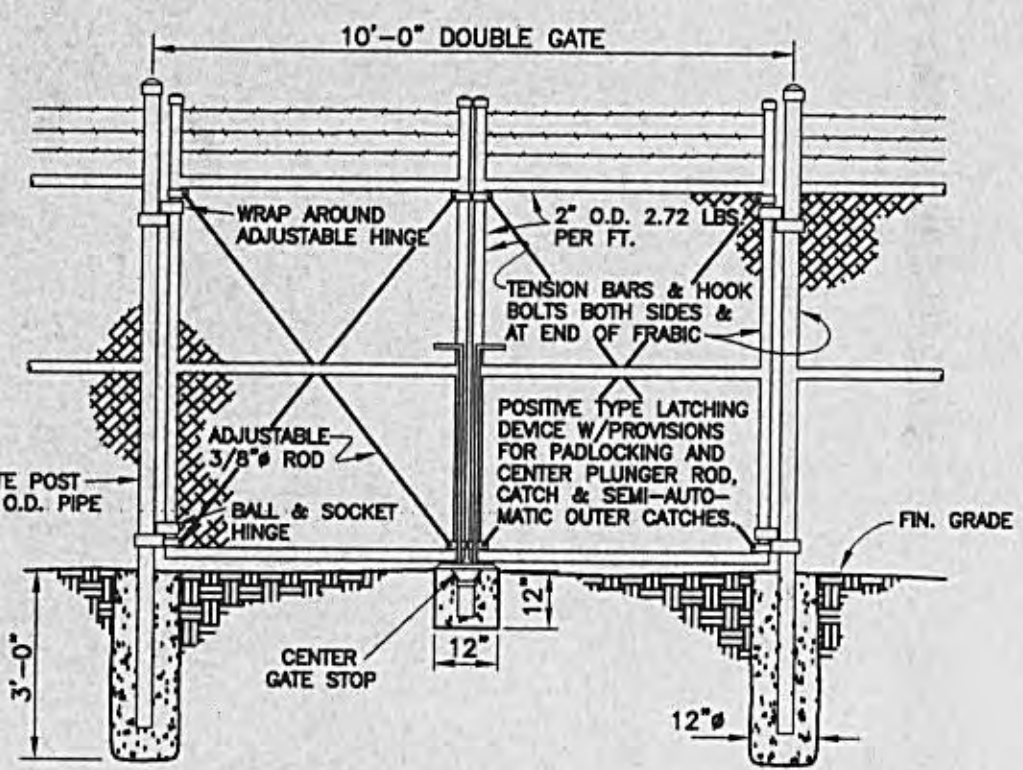 10'-0" DOUBLE GATE
WRAP AROUND
ADJUSTABLE HINGE
2" O.D. 2.72 LBS
PER FT.
TENSION BARS & HOOK
BOLTS BOTH SIDES &
AT END OF FRABIC
ADJUSTABLE
3/8"ø ROD
POSITIVE TYPE LATCHING
DEVICE W/PROVISIONS
FOR PADLOCKING AND
CENTER PLUNGER ROD,
CATCH & SEMI-AUTO-
MATIC OUTER CATCHES.
TE POST
O.D. PIPE
BALL & SOCKET
HINGE
FIN. GRADE
3'-0"
12"
12"
CENTER
GATE STOP
12"ø